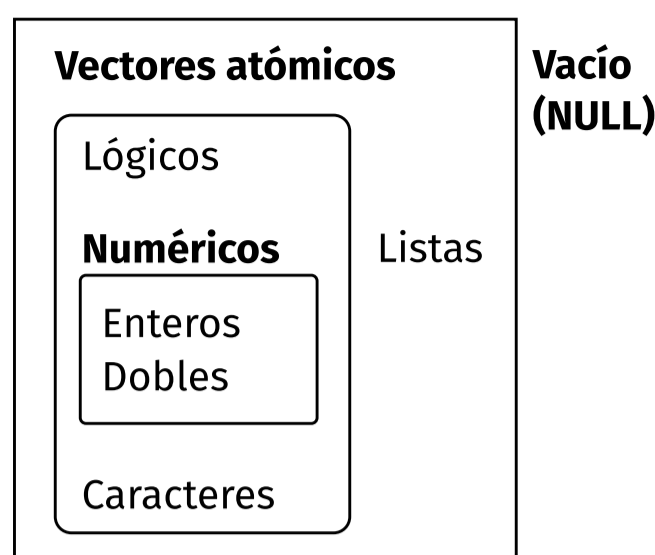 Vectores atómicos
Vacío
(NULL)
Lógicos
Numéricos
Listas
Enteros
Dobles
Caracteres